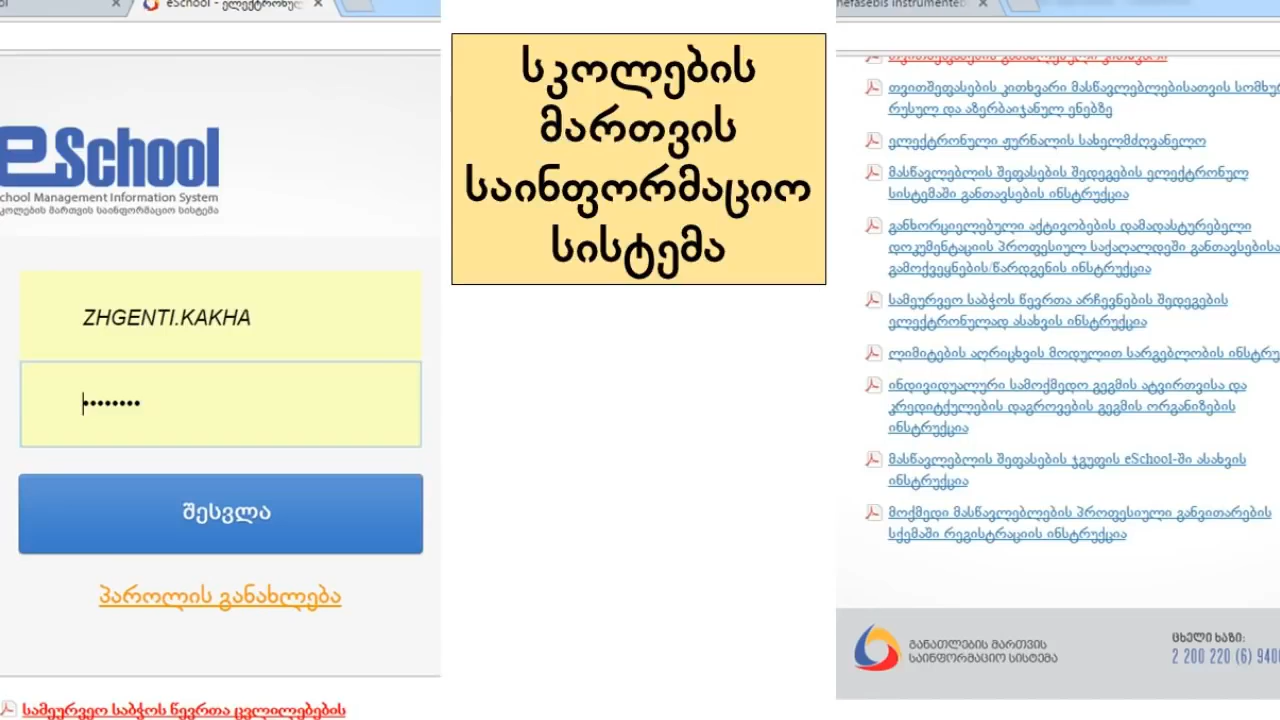 eSchool - ელექტრონულ
eSchool
School Management Information System
სკოლების მართვის საინფორმაციო სისტემა
ZHGENTI.KAKHA
••••••••
შესვლა
პაროლის განახლება
სამეურვეო საბჭოს წევრთა ცვლილებების
სკოლების
მართვის
საინფორმაციო
სისტემა
hefasebis instrumenteb
თვითშეფასების კითხვარი მასწავლებლებისათვის სომხურ
რუსულ და აზერბაიჯანულ ენებზე
ელექტრონული ჟურნალის სახელმძღვანელო
მასწავლებლის შეფასების შედეგების ელექტრონულ
სისტემაში განთავსების ინსტრუქცია
განხორციელებული აქტივობების დამადასტურებელი
დოკუმენტაციის პროფესიულ საქაღალდეში განთავსებისა
გამოქვეყნების/წარდგენის ინსტრუქცია
სამეურვეო საბჭოს წევრთა არჩევნების შედეგების
ელექტრონულად ასახვის ინსტრუქცია
ლიმიტების აღრიცხვის მოდულით სარგებლობის ინსტრუ
ინდივიდუალური სამოქმედო გეგმის ატვირთვისა და
კრედიტქულების დაგროვების გეგმის ორგანიზების
ინსტრუქცია
მასწავლებლის შეფასების ჯგუფის eSchool-ში ასახვის
ინსტრუქცია
მოქმედი მასწავლებლების პროფესიული განვითარების
სქემაში რეგისტრაციის ინსტრუქცია
განათლების მართვის
საინფორმაციო სისტემა
ცხელი ხაზი:
2 200 220 (6) 940